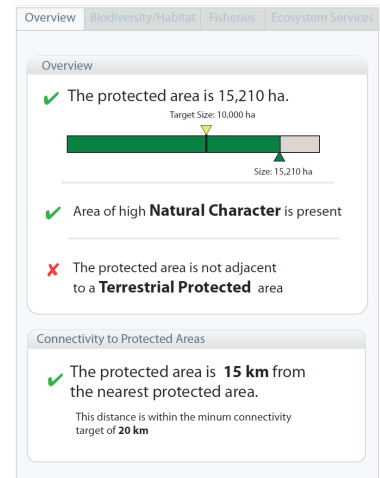 Overview Biodiversity/Habitat Fisheries Ecosystem Services
Overview
The protected area is 15,210 ha.
Target Size: 10,000 ha
Size: 15,210 ha
Area of high Natural Character is present
The protected area is not adjacent
to a Terrestrial Protected area
Connectivity to Protected Areas
The protected area is 15 km from
the nearest protected area.
This distance is within the minum connectivity
target of 20 km